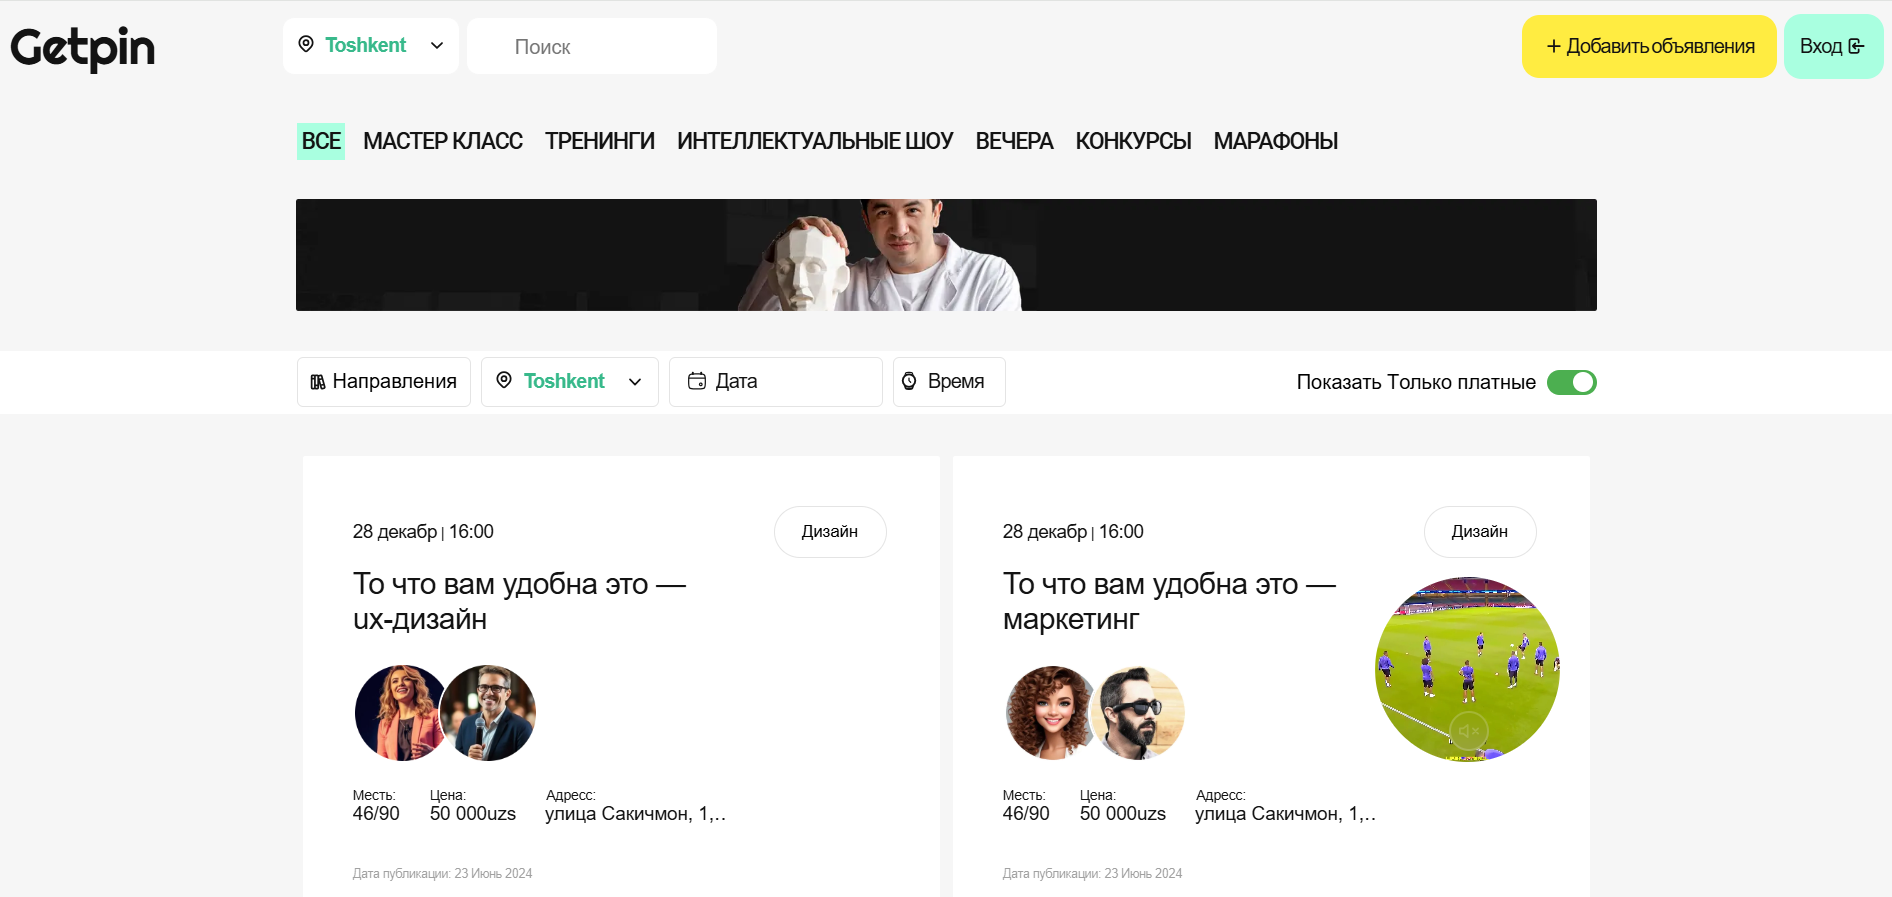 Getpin
Toshkent
Поиск
+ Добавить объявления
Вход
ВСЕ МАСТЕР КЛАСС ТРЕНИНГИ ИНТЕЛЛЕКТУАЛЬНЫЕ ШОУ ВЕЧЕРА КОНКУРСЫ МАРАФОНЫ
Направления
Toshkent
Дата
Время
Показать Только платные
28 декабр | 16:00
Дизайн
То что вам удобна это —
ux-дизайн
Месть: Цена: Адресс:
46/90 50 000uzs улица Сакичмон, 1,..
Дата публикации: 23 Июнь 2024
28 декабр | 16:00
Дизайн
То что вам удобна это —
маркетинг
Месть: Цена: Адресс:
46/90 50 000uzs улица Сакичмон, 1,..
Дата публикации: 23 Июнь 2024